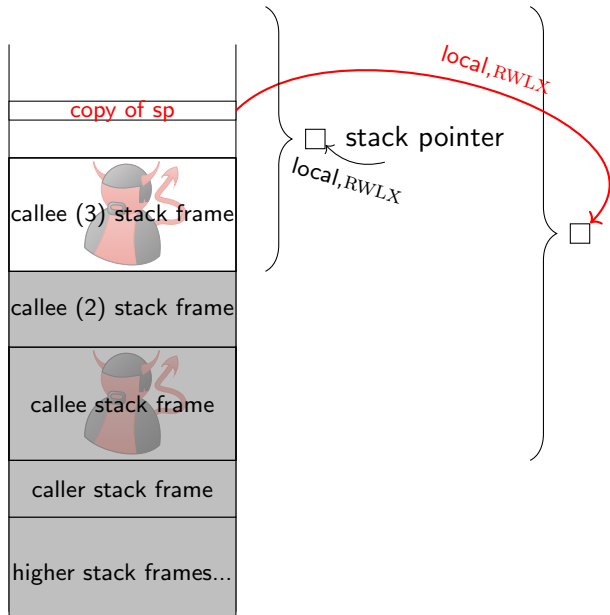 local,RWLX
copy of sp
stack pointer
local,RWLX
callee (3) stack frame
callee (2) stack frame
callee stack frame
caller stack frame
higher stack frames...